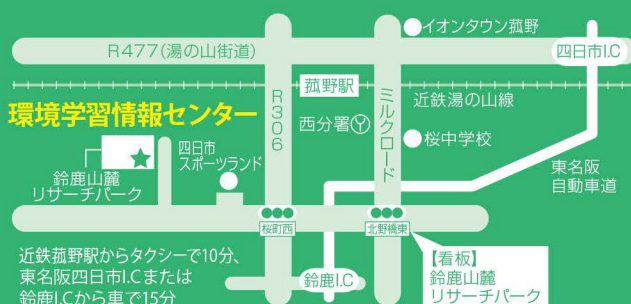 イオンタウン菰野
R477(湯の山街道)
四日市I.C
菰野駅
近鉄湯の山線
環境学習情報センター
R306
西分署
ミルクロード
桜中学校
四日市
スポーツランド
鈴鹿山麓
リサーチパーク
東名阪
自動車道
桜町西
北野橋東
近鉄菰野駅からタクシーで10分、
東名阪四日市I.Cまたは
鈴鹿I.Cから車で15分
鈴鹿I.C
【看板】
鈴鹿山麓
リサーチパーク